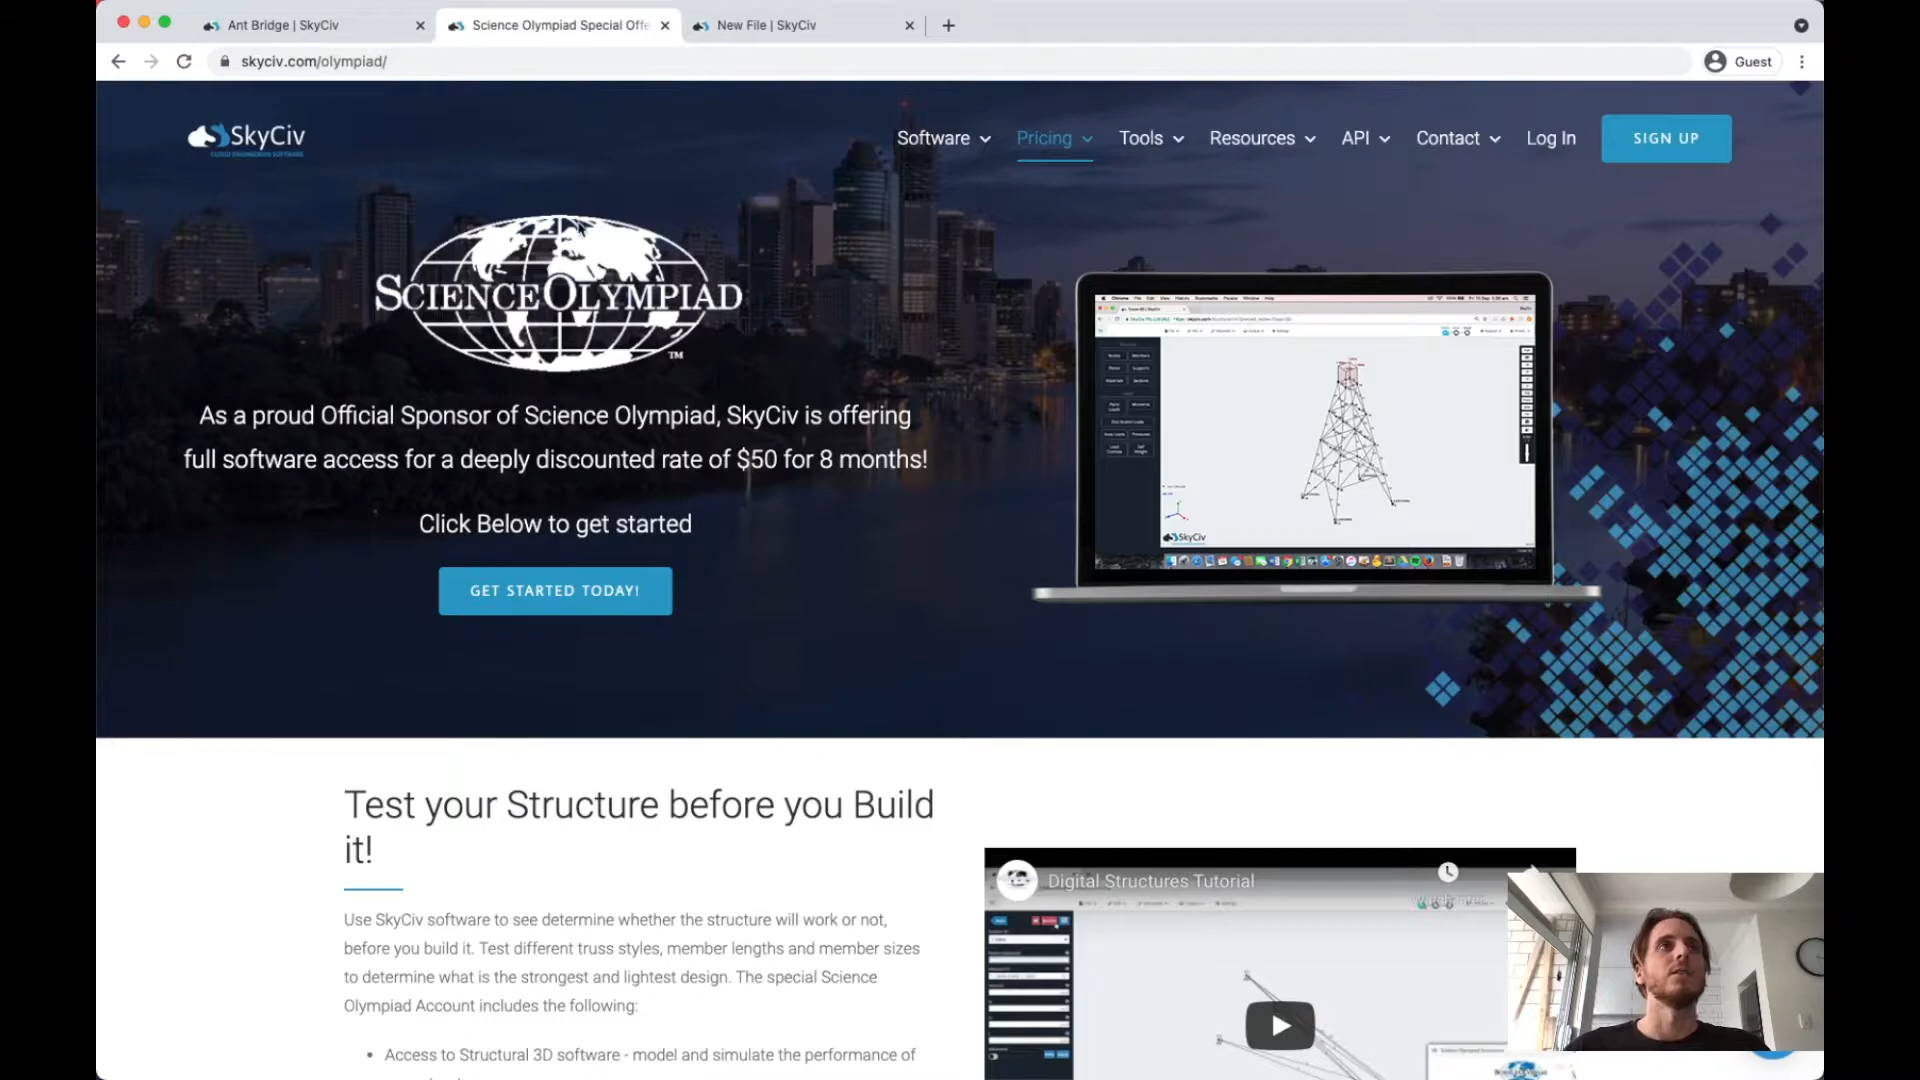 Ant Bridge | SkyCiv
Science Olympiad Special Offe
New File | SkyCiv
skyciv.com/olympiad/
Guest
SkyCiv
CLOUD ENGINEERING SOFTWARE
Software
Pricing
Tools
Resources
API
Contact
Log In
SIGN UP
SCIENCE OLYMPIAD
TM
As a proud Official Sponsor of Science Olympiad, SkyCiv is offering
full software access for a deeply discounted rate of $50 for 8 months!
Click Below to get started
GET STARTED TODAY!
SkyCiv
Test your Structure before you Build
it!
Use SkyCiv software to see determine whether the structure will work or not,
before you build it. Test different truss styles, member lengths and member sizes
to determine what is the strongest and lightest design. The special Science
Olympiad Account includes the following:
• Access to Structural 3D software - model and simulate the performance of
Digital Structures Tutorial